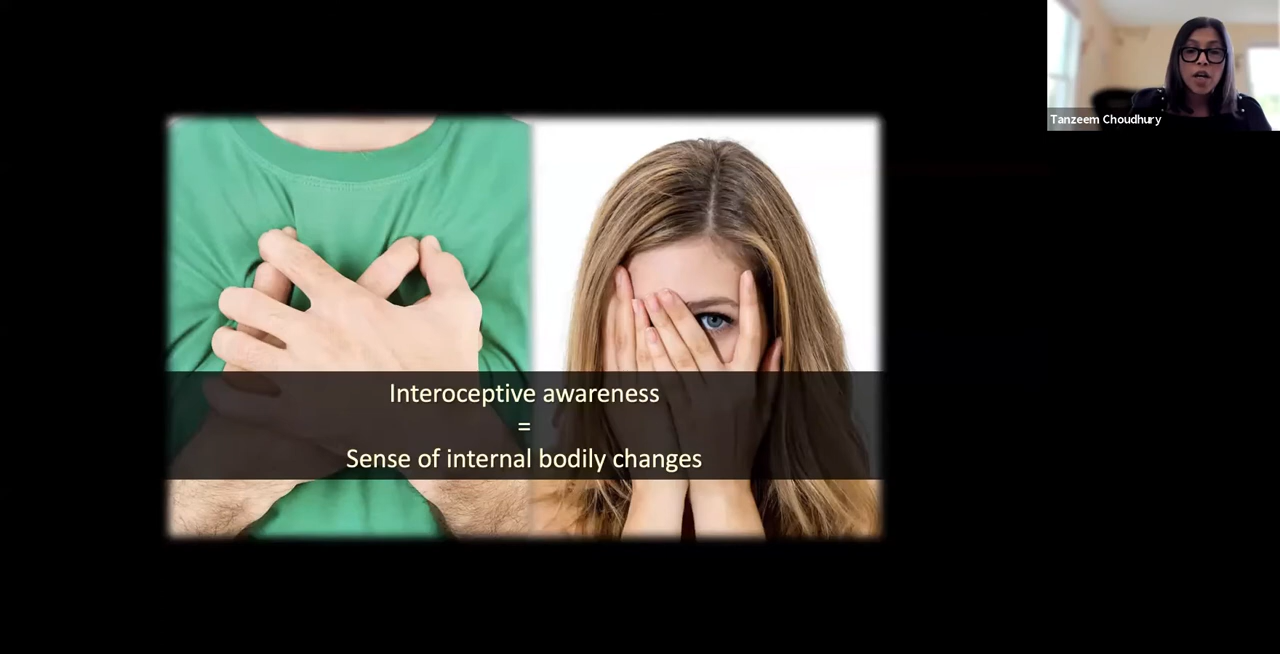 Tanzeem Choudhury
Interoceptive awareness
=
Sense of internal bodily changes